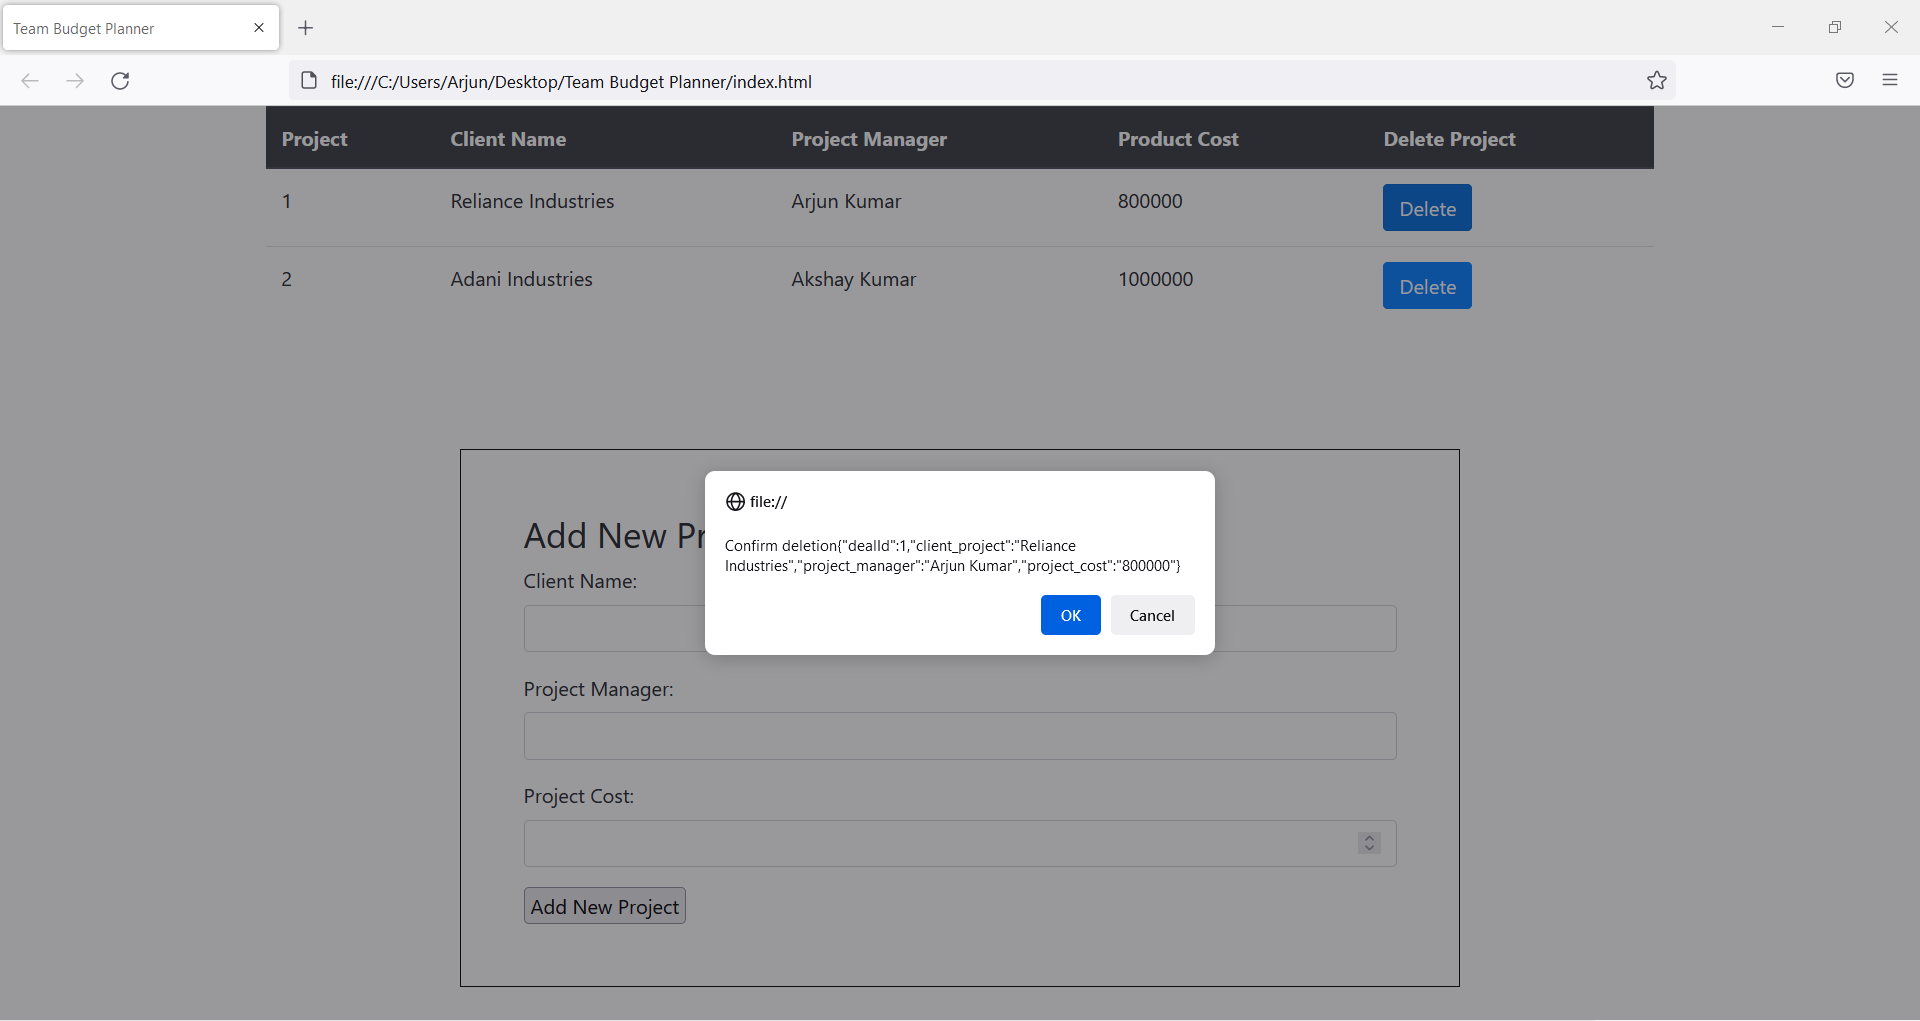 Team Budget Planner
file:///C:/Users/Arjun/Desktop/Team Budget Planner/index.html
Project Client Name Project Manager Product Cost Delete Project
1 Reliance Industries Arjun Kumar 800000 Delete
2 Adani Industries Akshay Kumar 1000000 Delete
file://
Confirm deletion{"dealId":1,"client_project":"Reliance
Industries","project_manager":"Arjun Kumar","project_cost":"800000"}
OK Cancel
Add New Pr
Client Name:
Project Manager:
Project Cost:
Add New Project